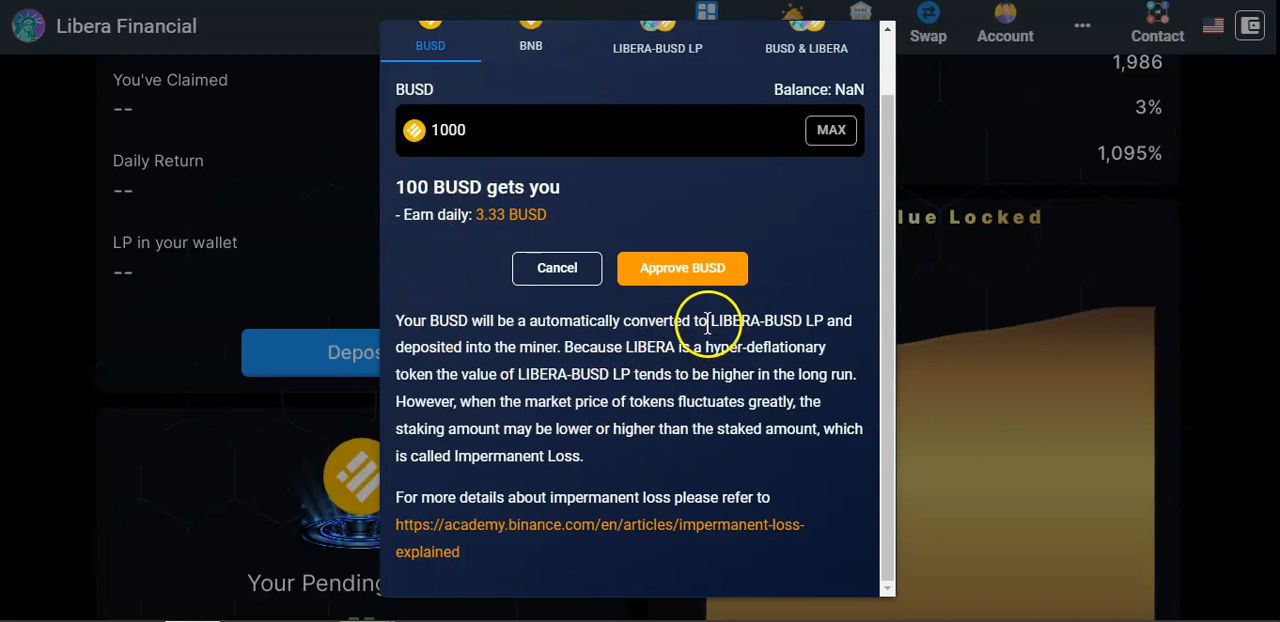 Libera Financial
Swap
Account
Contact
BUSD
BNB
LIBERA-BUSD LP
BUSD & LIBERA
You've Claimed
--
Daily Return
--
LP in your wallet
--
Depos
Your Pending
BUSD
Balance: NaN
1000
MAX
100 BUSD gets you
- Earn daily: 3.33 BUSD
Cancel
Approve BUSD
Your BUSD will be a automatically converted to LIBERA-BUSD LP and
deposited into the miner. Because LIBERA is a hyper-deflationary
token the value of LIBERA-BUSD LP tends to be higher in the long run.
However, when the market price of tokens fluctuates greatly, the
staking amount may be lower or higher than the staked amount, which
is called Impermanent Loss.
For more details about impermanent loss please refer to
https://academy.binance.com/en/articles/impermanent-loss-
explained
1,986
3%
1,095%
lue Locked